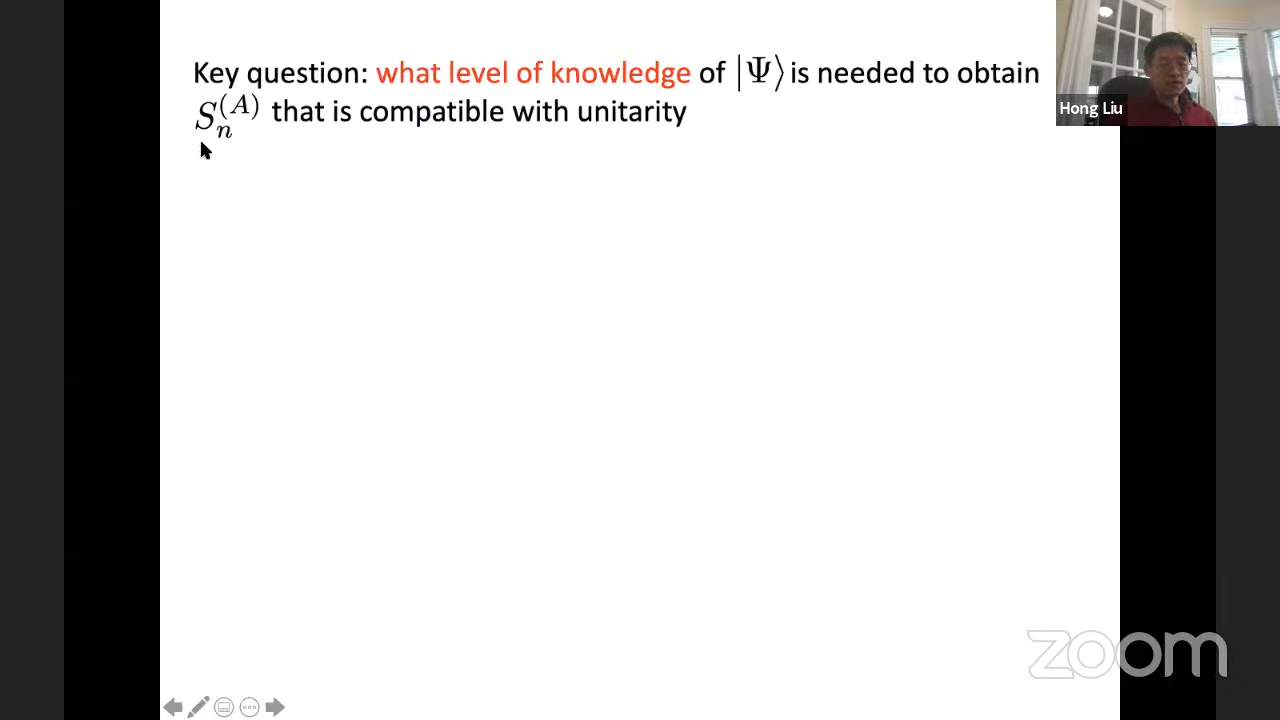 Key question: what level of knowledge of |Ψ⟩ is needed to obtain
S_n^{(A)} that is compatible with unitarity
Hong Liu
zoom